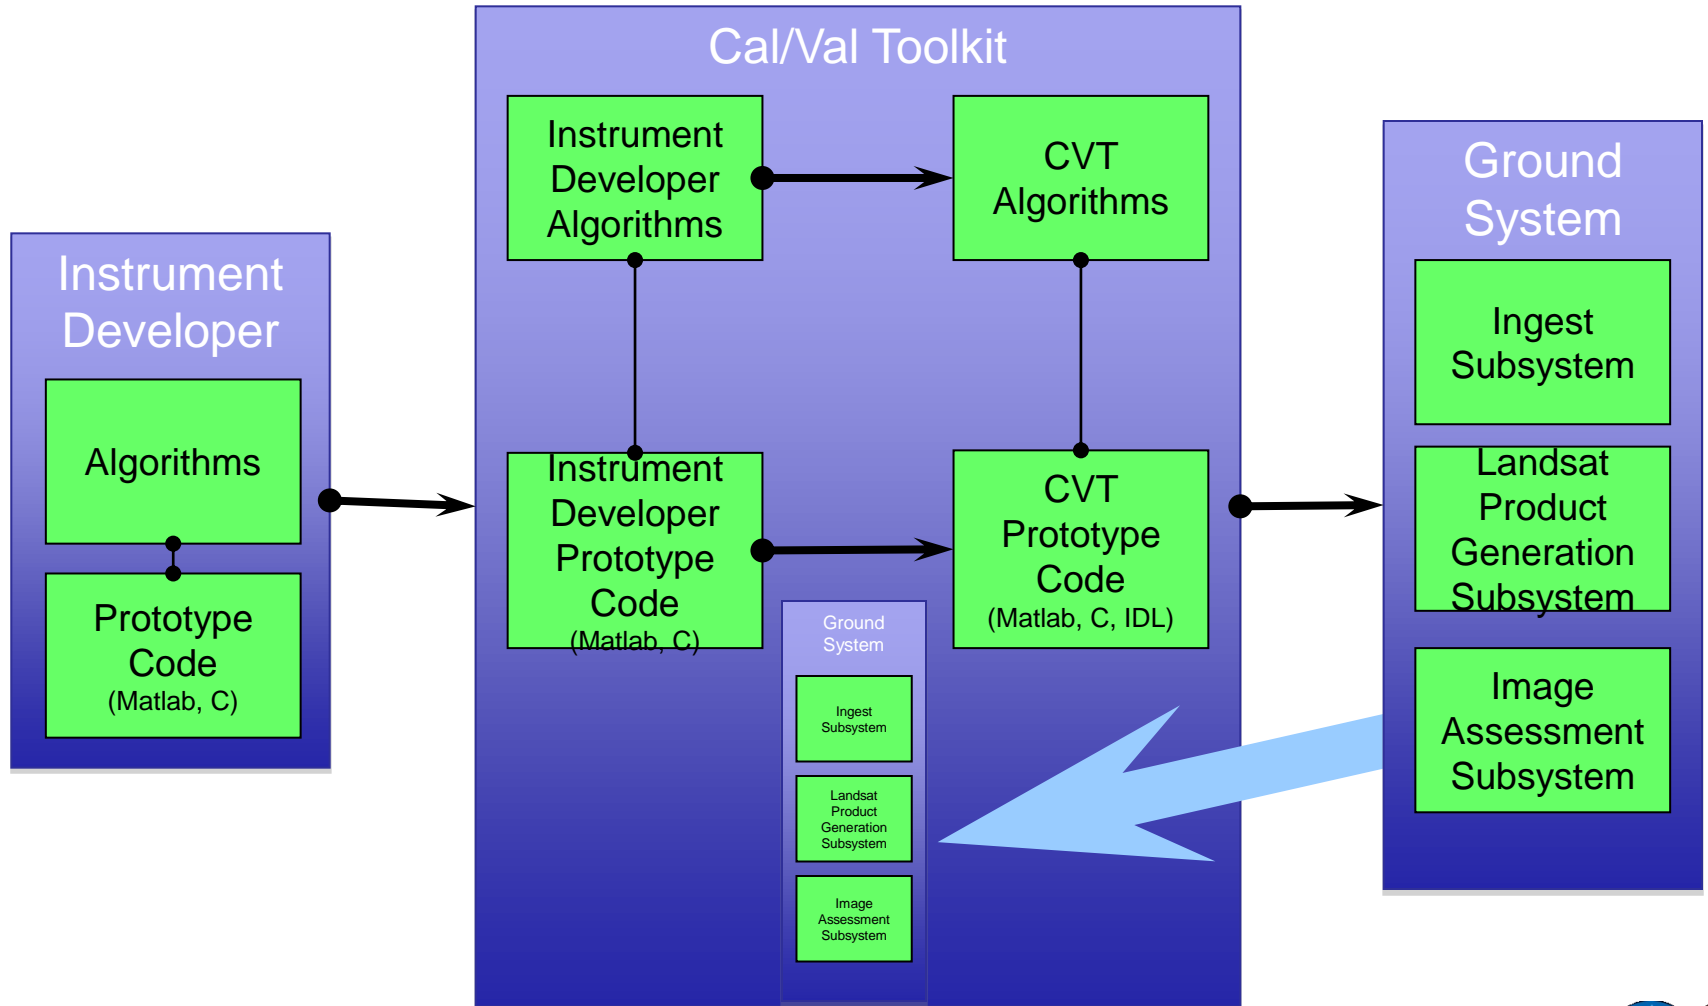 Cal/Val Toolkit
Instrument
Developer
Algorithms
CVT
Algorithms
Instrument
Developer
Prototype
Code
(Matlab, C)
CVT
Prototype
Code
(Matlab, C, IDL)
Ground
System
Ingest
Subsystem
Landsat
Product
Generation
Subsystem
Image
Assessment
Subsystem
Instrument
Developer
Algorithms
Prototype
Code
(Matlab, C)
Ground
System
Ingest
Subsystem
Landsat
Product
Generation
Subsystem
Image
Assessment
Subsystem